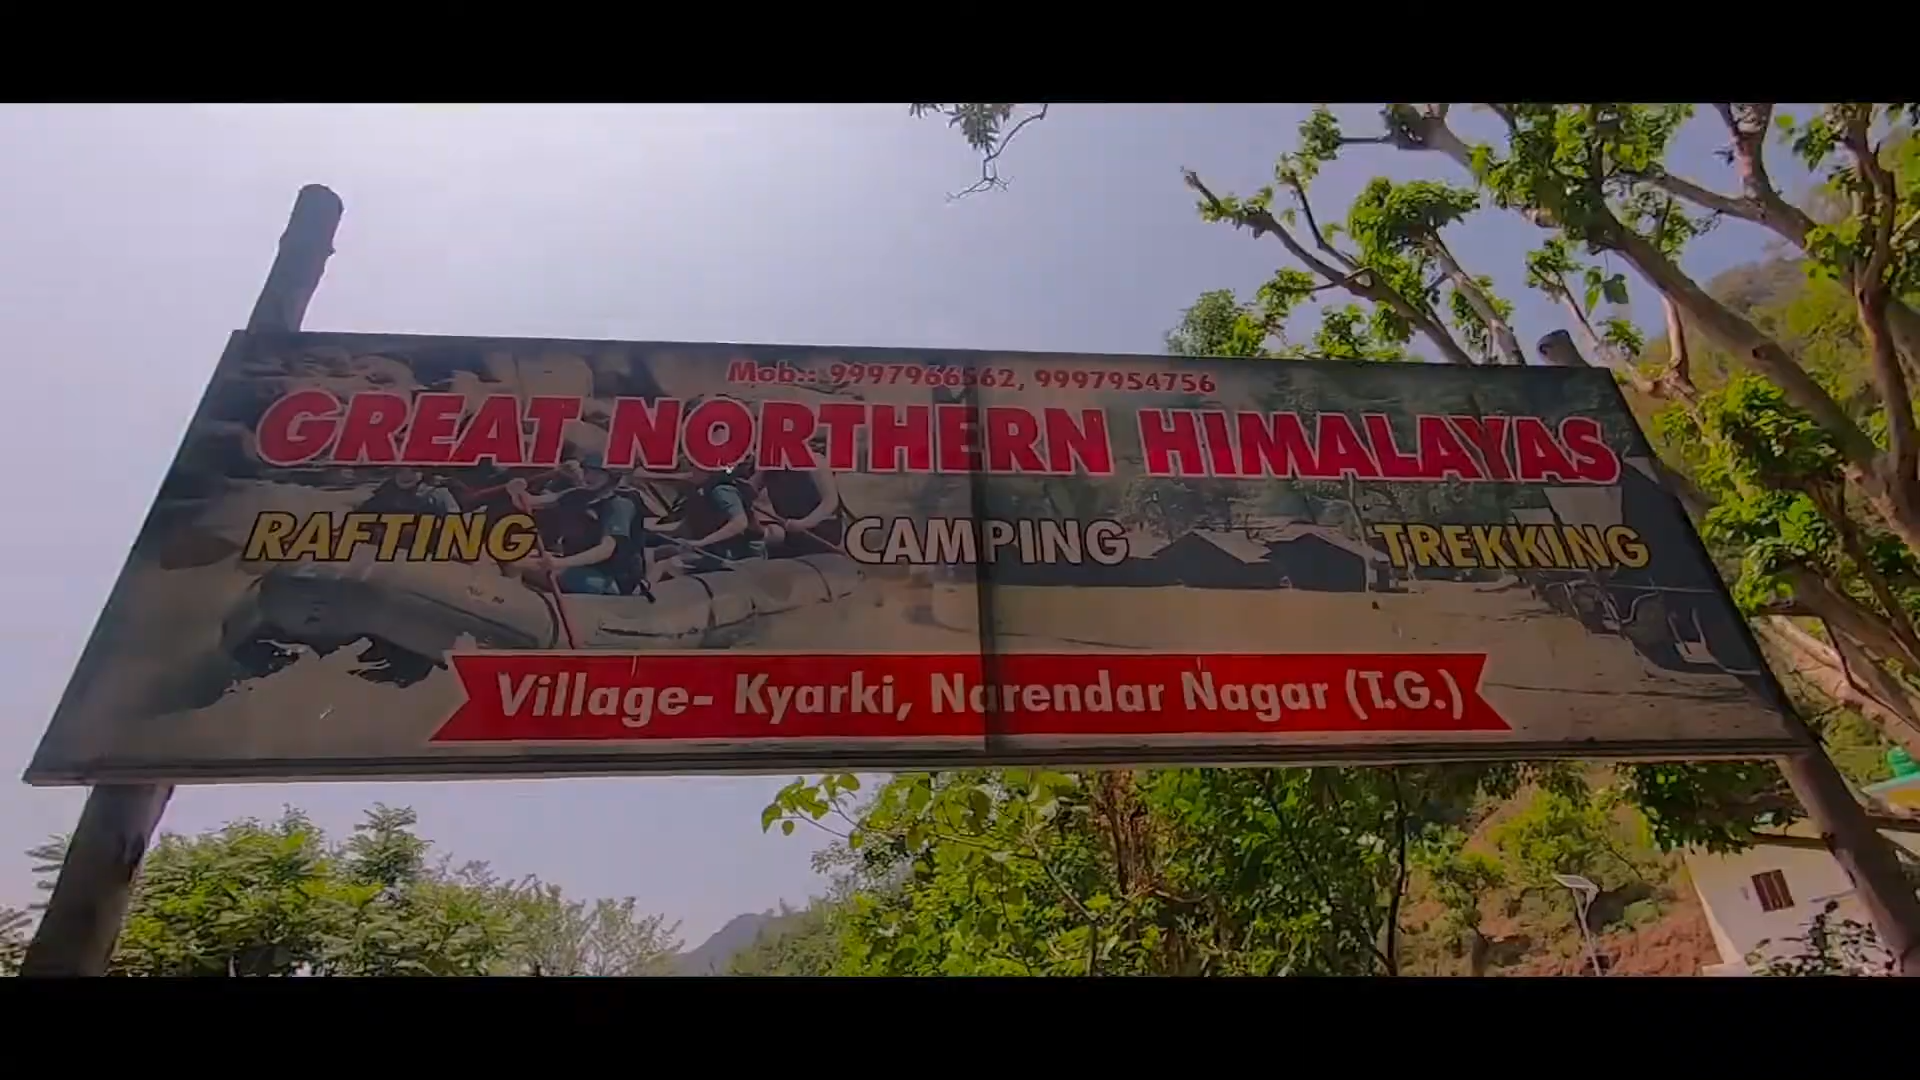 Mob.: 9997966562, 9997954756
GREAT NORTHERN HIMALAYAS
RAFTING CAMPING TREKKING
Village- Kyarki, Narendar Nagar (T.G.)